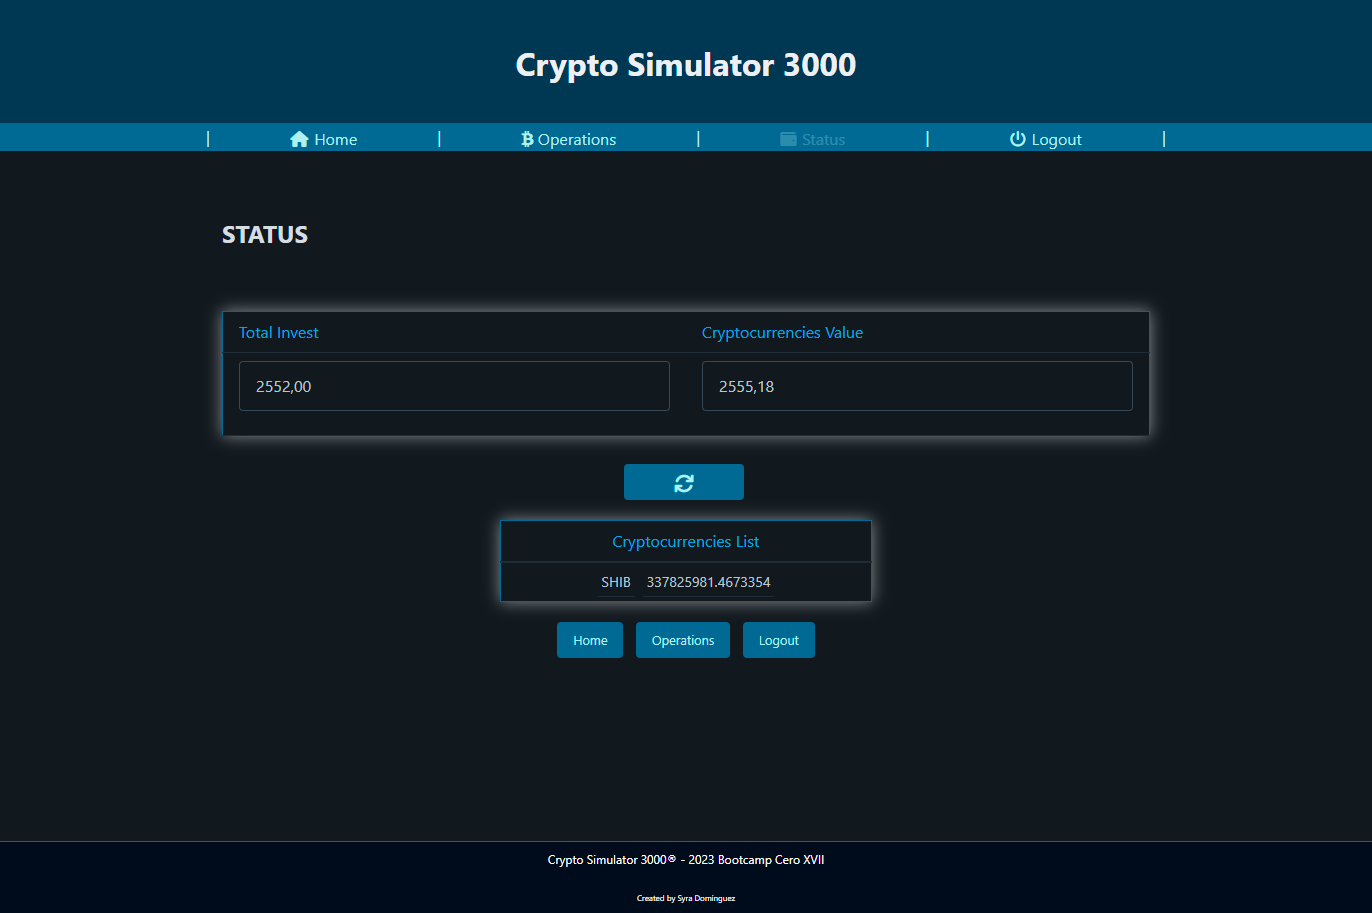 Crypto Simulator 3000
| Home | Operations | Status | Logout |
STATUS
Total Invest Cryptocurrencies Value
2552,00 2555,18
Cryptocurrencies List
SHIB 337825981.4673354
Home Operations Logout
Crypto Simulator 3000® - 2023 Bootcamp Cero XVII
Created by Syra Dominguez